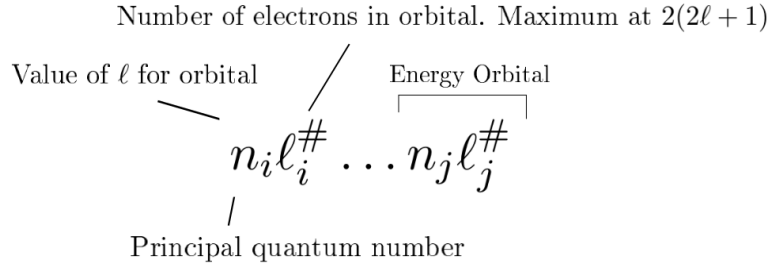 Number of electrons in orbital. Maximum at 2(2ℓ + 1)
Value of ℓ for orbital
Energy Orbital
nᵢℓᵢ^# … nⱼℓⱼ^#
Principal quantum number